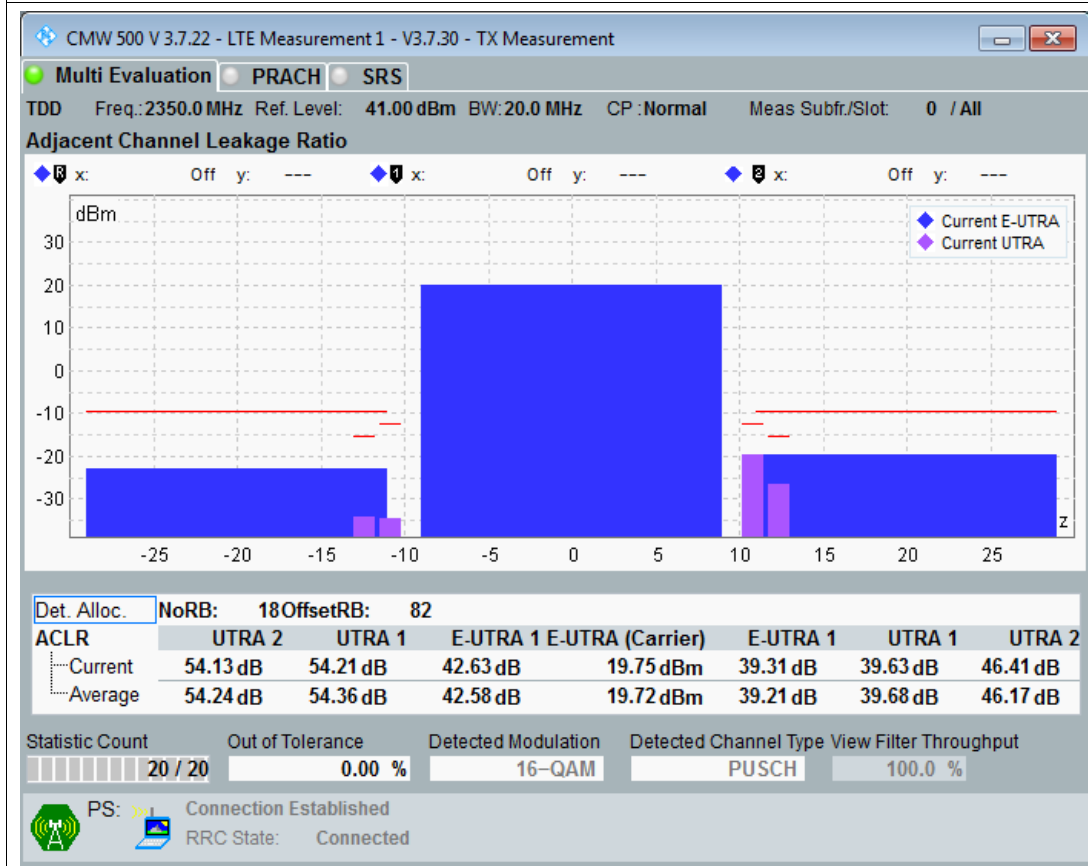 CMW 500 V 3.7.22 - LTE Measurement 1 - V3.7.30 - TX Measurement
Multi Evaluation PRACH SRS
TDD Freq.: 2350.0 MHz Ref. Level: 41.00 dBm BW: 20.0 MHz CP : Normal Meas Subfr./Slot: 0 / All
Adjacent Channel Leakage Ratio
R x: Off y: --- 1 x: Off y: --- 2 x: Off y: ---
dBm
Current E-UTRA
Current UTRA
30
20
10
0
-10
-20
-30
z
-25 -20 -15 -10 -5 0 5 10 15 20 25
Det. Alloc. NoRB: 18 OffsetRB: 82
ACLR UTRA 2 UTRA 1 E-UTRA 1 E-UTRA (Carrier) E-UTRA 1 UTRA 1 UTRA 2
Current 54.13 dB 54.21 dB 42.63 dB 19.75 dBm 39.31 dB 39.63 dB 46.41 dB
Average 54.24 dB 54.36 dB 42.58 dB 19.72 dBm 39.21 dB 39.68 dB 46.17 dB
Statistic Count Out of Tolerance Detected Modulation Detected Channel Type View Filter Throughput
20 / 20 0.00 % 16-QAM PUSCH 100.0 %
PS: Connection Established
RRC State: Connected